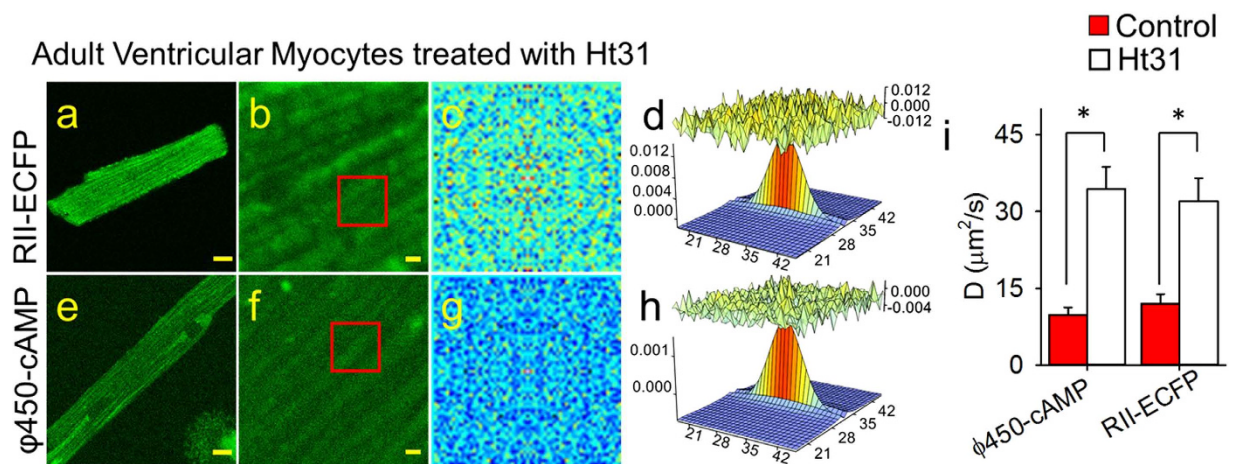 Control
Ht31
Adult Ventricular Myocytes treated with Ht31
RII-ECFP
a
b
c
d
0.012
0.000
-0.012
0.012
0.008
0.004
0.000
21
28
35
42
21
28
35
42
φ450-cAMP
e
f
g
h
0.000
-0.004
0.001
0.000
21
28
35
42
21
28
35
42
i
D (μm²/s)
45
30
15
0
*
*
ϕ450-cAMP
RII-ECFP